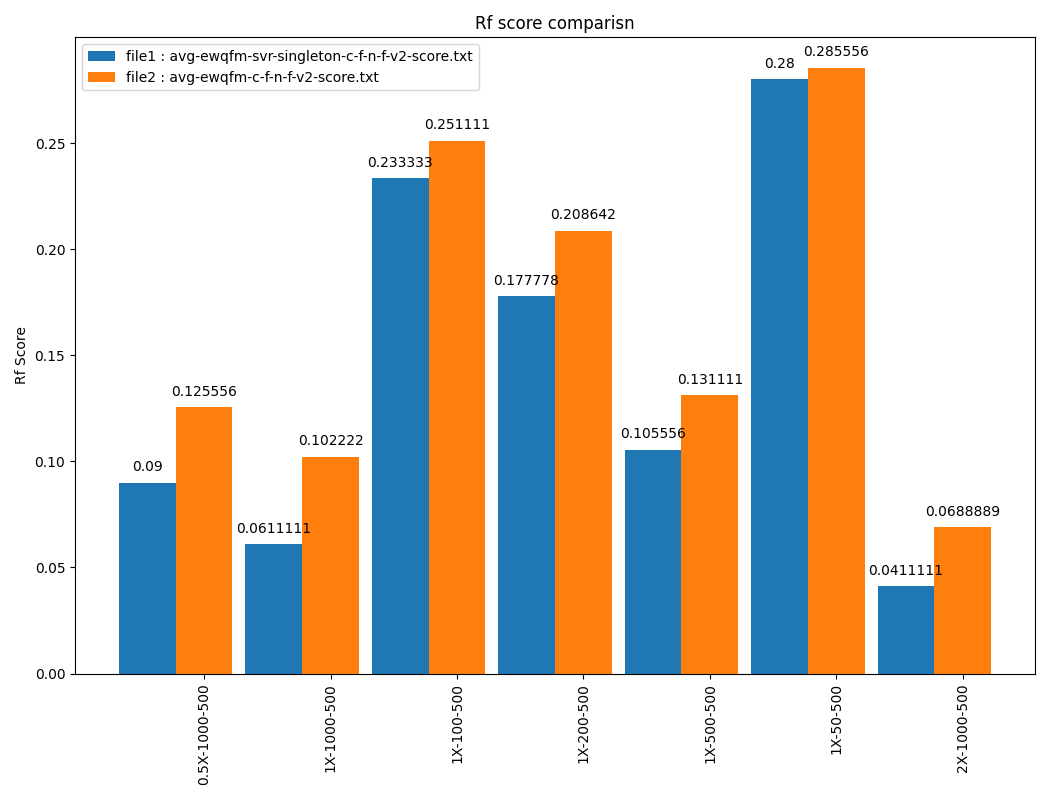 Rf score comparisn
file1 : avg-ewqfm-svr-singleton-c-f-n-f-v2-score.txt
file2 : avg-ewqfm-c-f-n-f-v2-score.txt
Rf Score
0.25
0.20
0.15
0.10
0.05
0.00
0.09
0.125556
0.0611111
0.102222
0.233333
0.251111
0.177778
0.208642
0.105556
0.131111
0.28
0.285556
0.0411111
0.0688889
0.5X-1000-500
1X-1000-500
1X-100-500
1X-200-500
1X-500-500
1X-50-500
2X-1000-500